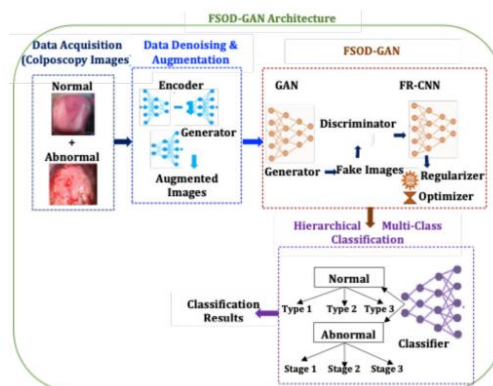 FSOD-GAN Architecture
Data Acquisition
(Colposcopy Images)
Normal
+
Abnormal
Data Denoising &
Augmentation
Encoder
Generator
Augmented
Images
FSOD-GAN
GAN
FR-CNN
Discriminator
Generator
Fake Images
Regularizer
Optimizer
Hierarchical Multi-Class
Classification
Normal
Type 1 Type 2 Type 3
Abnormal
Stage 1 Stage 2 Stage 3
Classifier
Classification
Results